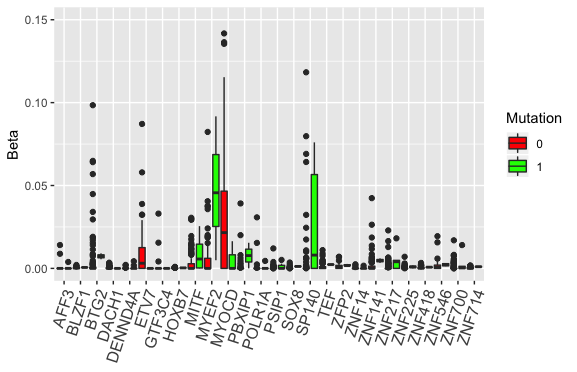 0.15
0.10
0.05
0.00
Beta
AFF3
BLZF1
BTG2
DACH1
DENND4A
ETV7
GTF3C4
HOXB7
MITF
MYEF2
MYOCD
PBXIP1
POLR1A
PSIP1
SOX8
SP140
TEF
ZFP2
ZNF14
ZNF141
ZNF217
ZNF225
ZNF418
ZNF546
ZNF700
ZNF714
Mutation
0
1